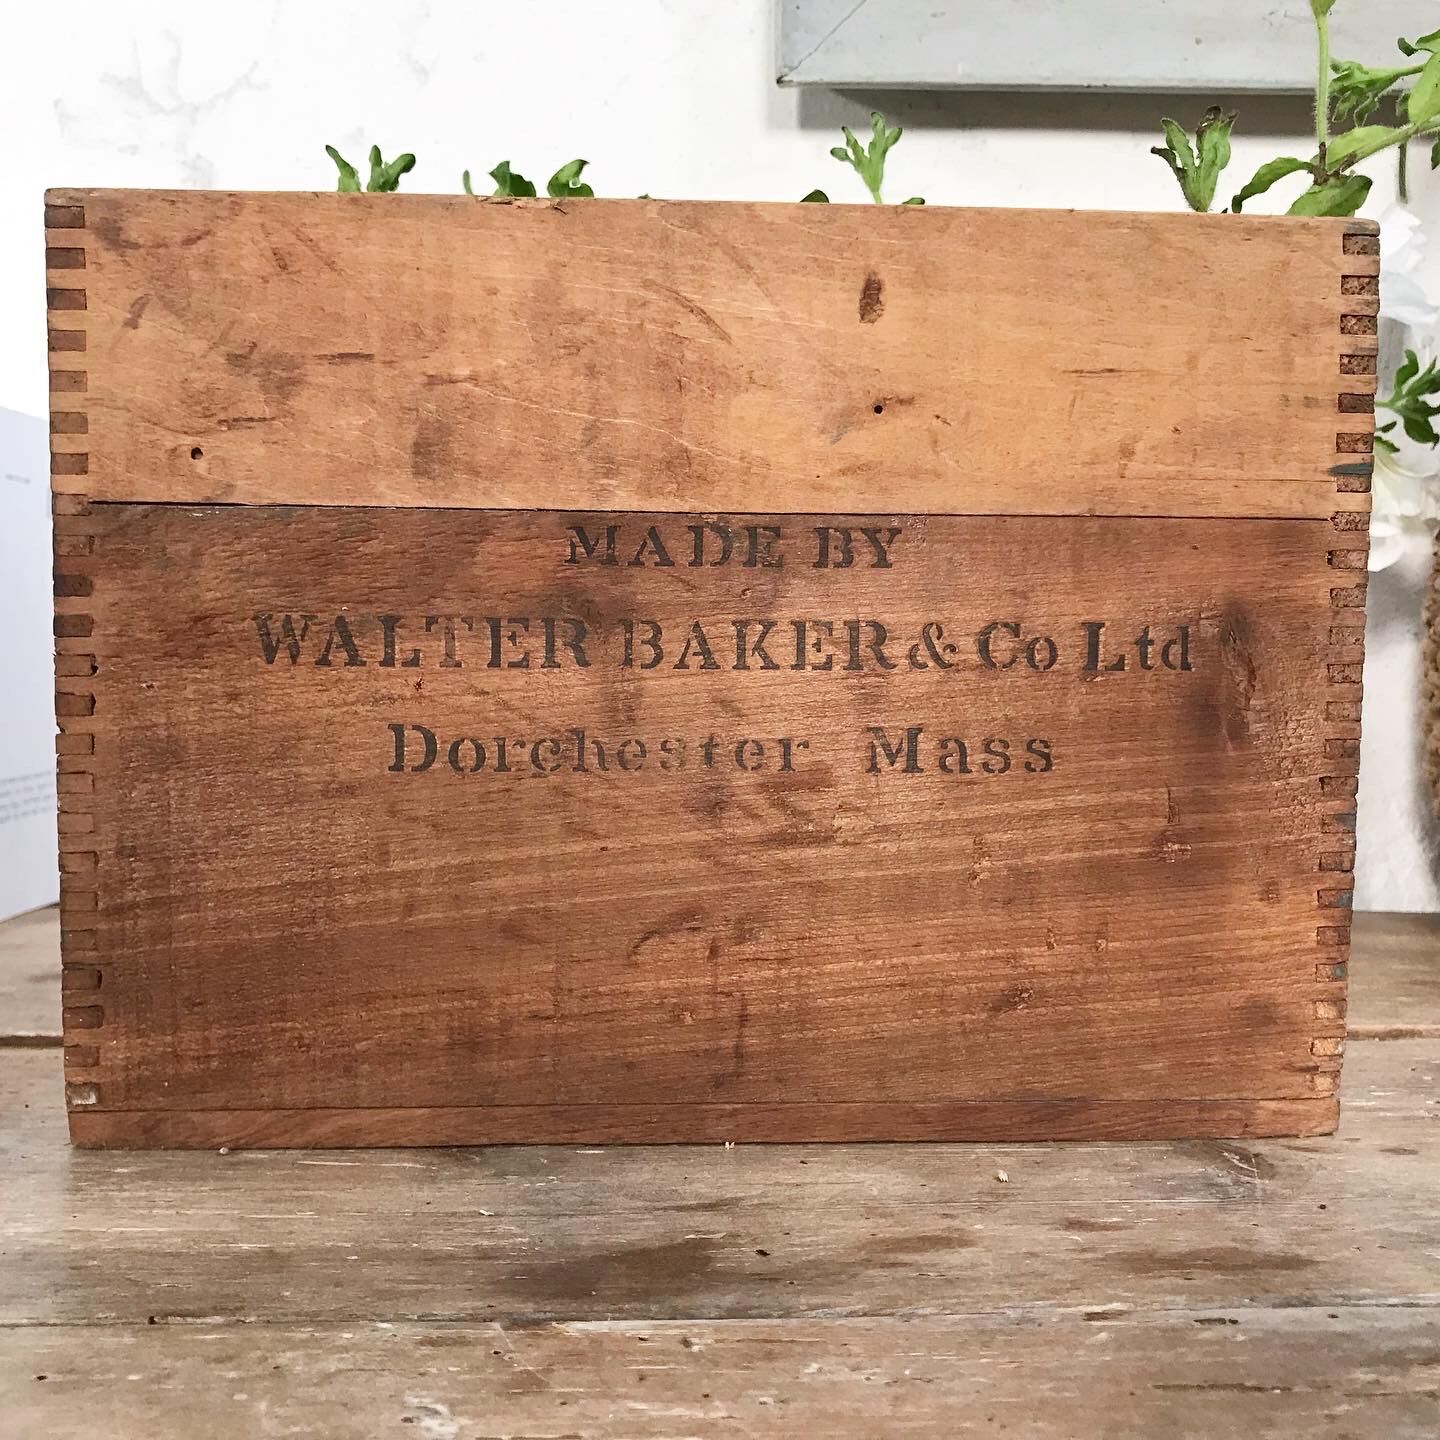 MADE BY
WALTER BAKER & Co Ltd
Dorchester Mass